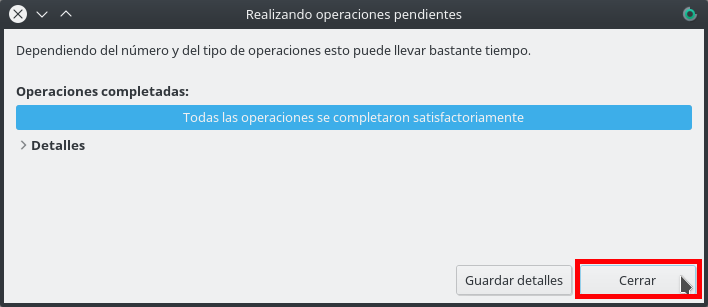 Realizando operaciones pendientes
Dependiendo del número y del tipo de operaciones esto puede llevar bastante tiempo.
Operaciones completadas:
Todas las operaciones se completaron satisfactoriamente
Detalles
Guardar detalles
Cerrar